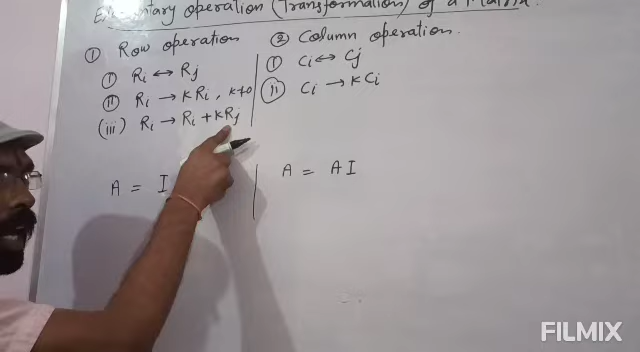 Elementary operation (Transformation) of a Matrix.
① Row operation
(i) Ri ↔ Rj
(ii) Ri → KRi, K≠0
(iii) Ri → Ri + KRj
A = I
② Column operation.
(i) Ci ↔ Cj
(ii) Ci → KCi
A = AI
FILMIX